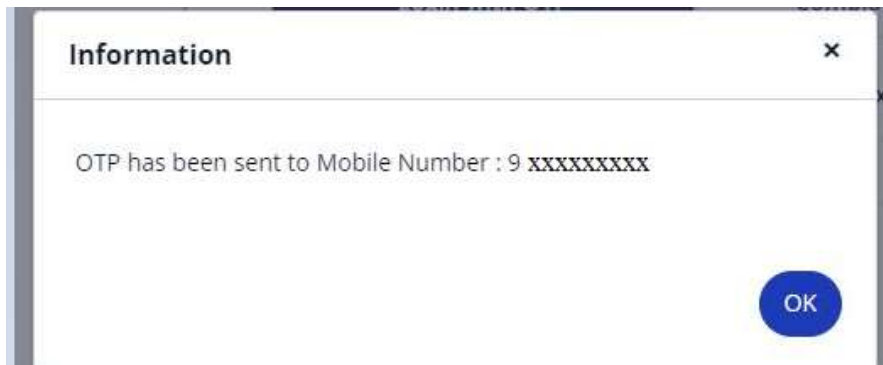 Information ×
OTP has been sent to Mobile Number : 9 xxxxxxxxx
OK